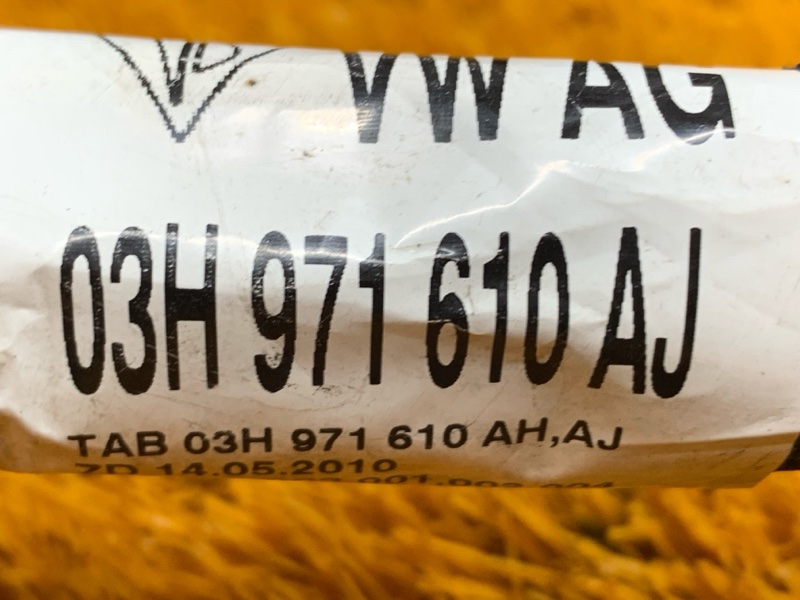 VW AG
03H 971 610 AJ
TAB 03H 971 610 AH,AJ
ZD 14.05.2010